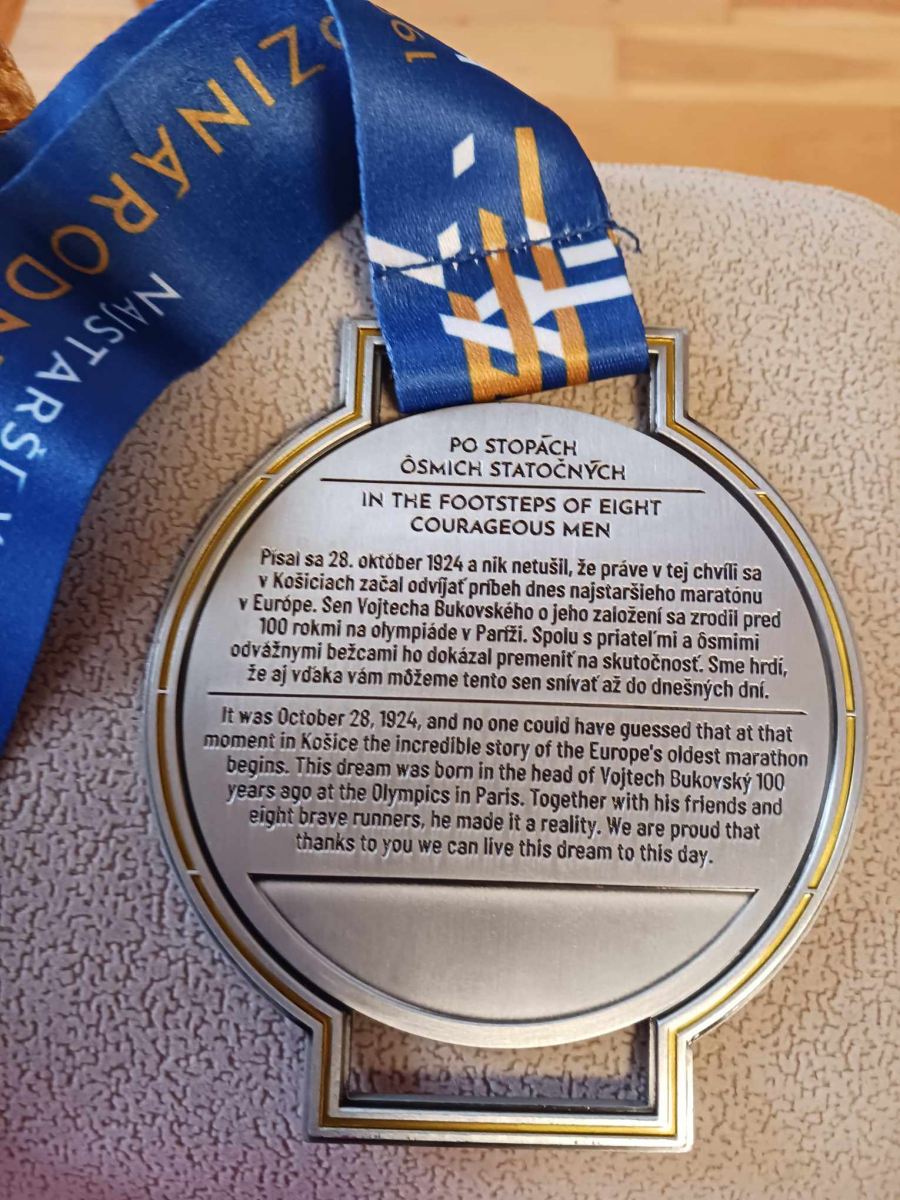 NAJSTARŠÍ
PO STOPÁCH
ÔSMICH STATOČNÝCH
IN THE FOOTSTEPS OF EIGHT
COURAGEOUS MEN
Písal sa 28. október 1924 a nik netušil, že práve v tej chvíli sa
v Košiciach začal odvíjať príbeh dnes najstaršieho maratónu
v Európe. Sen Vojtecha Bukovského o jeho založení sa zrodil pred
100 rokmi na olympiáde v Paríži. Spolu s priateľmi a ôsmimi
odvážnymi bežcami ho dokázal premeniť na skutočnosť. Sme hrdí,
že aj vďaka vám môžeme tento sen snívať až do dnešných dní.
It was October 28, 1924, and no one could have guessed that at that
moment in Košice the incredible story of the Europe's oldest marathon
begins. This dream was born in the head of Vojtech Bukovský 100
years ago at the Olympics in Paris. Together with his friends and
eight brave runners, he made it a reality. We are proud that
thanks to you we can live this dream to this day.